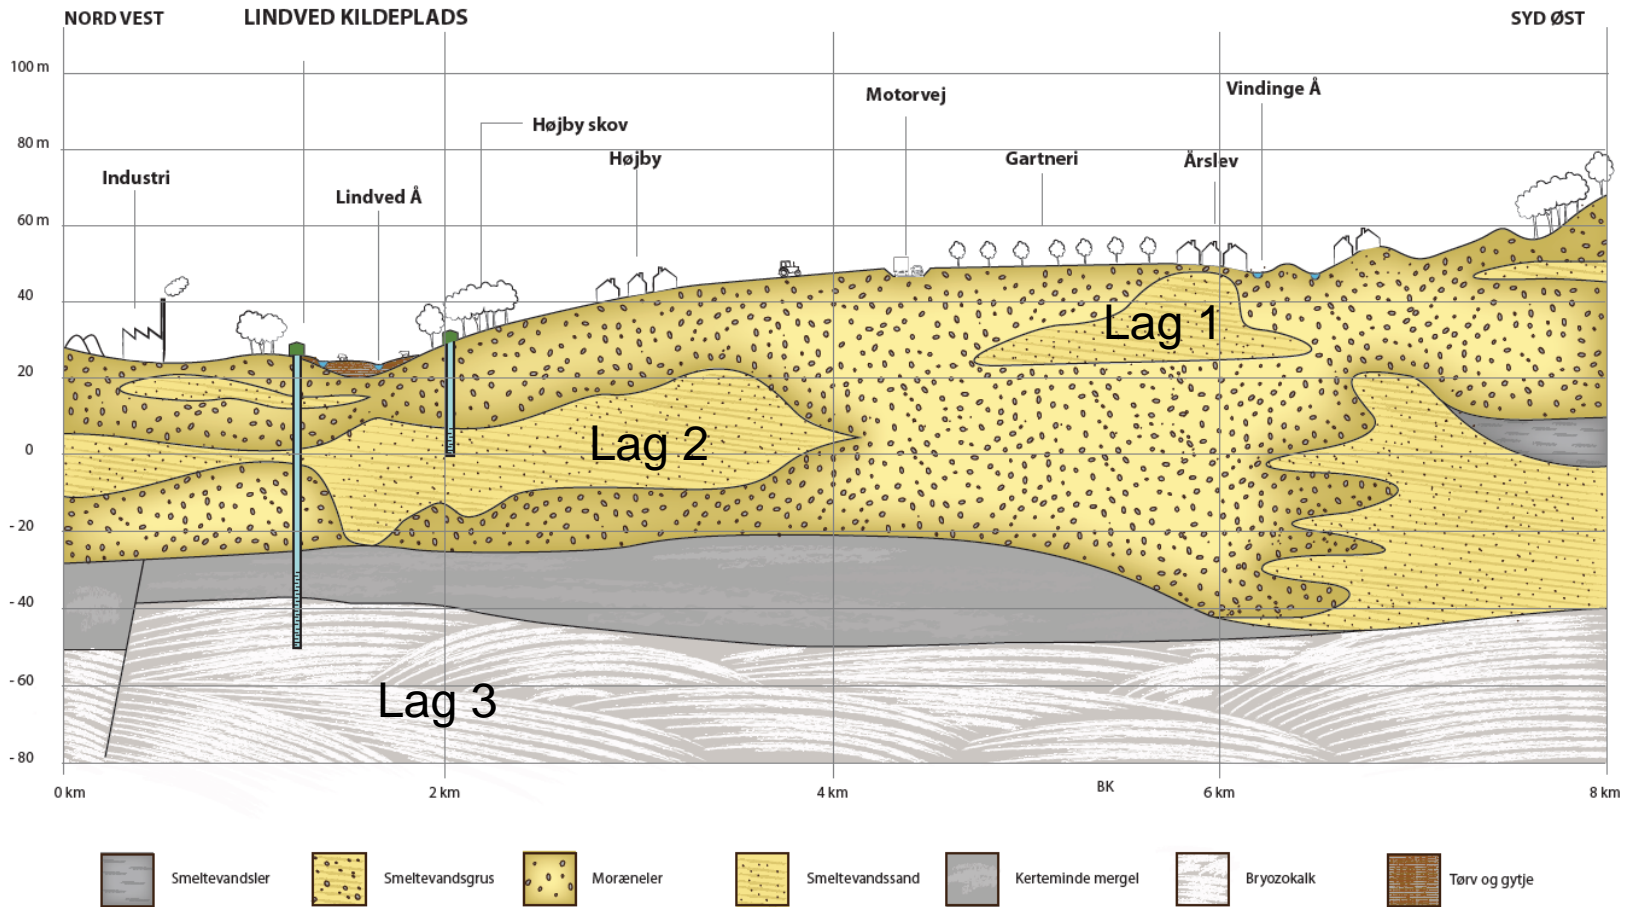 NORD VEST
LINDVED KILDEPLADS
SYD ØST
100 m
80 m
60 m
40
20
0
- 20
- 40
- 60
- 80
Industri
Lindved Å
Højby skov
Højby
Motorvej
Gartneri
Årslev
Vindinge Å
Lag 1
Lag 2
Lag 3
0 km
2 km
4 km
BK
6 km
8 km
Smeltevandsler
Smeltevandsgrus
Moræneler
Smeltevandssand
Kerteminde mergel
Bryozokalk
Tørv og gytje